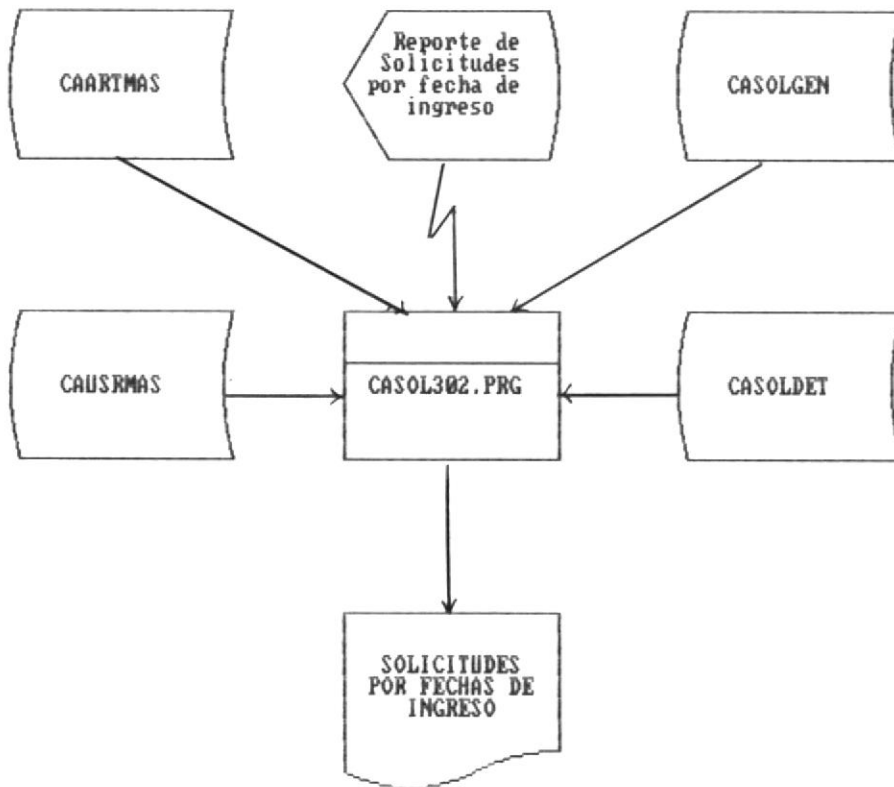 CAARTMAS
Reporte de
Solicitudes
por fecha de
ingreso
CASOLGEN
CAUSRMAS
CASOL302.PRG
CASOLDET
SOLICITUDES
POR FECHAS DE
INGRESO